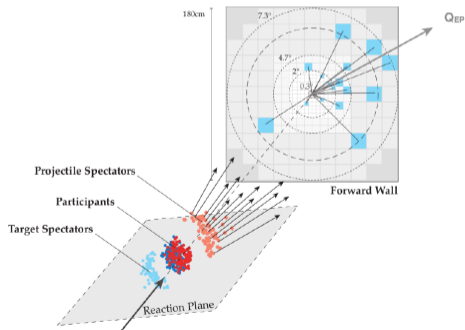 180cm
7.3°
Q_EP
4.7°
2°
0.3°
Forward Wall
Projectile Spectators
Participants
Target Spectators
Reaction Plane